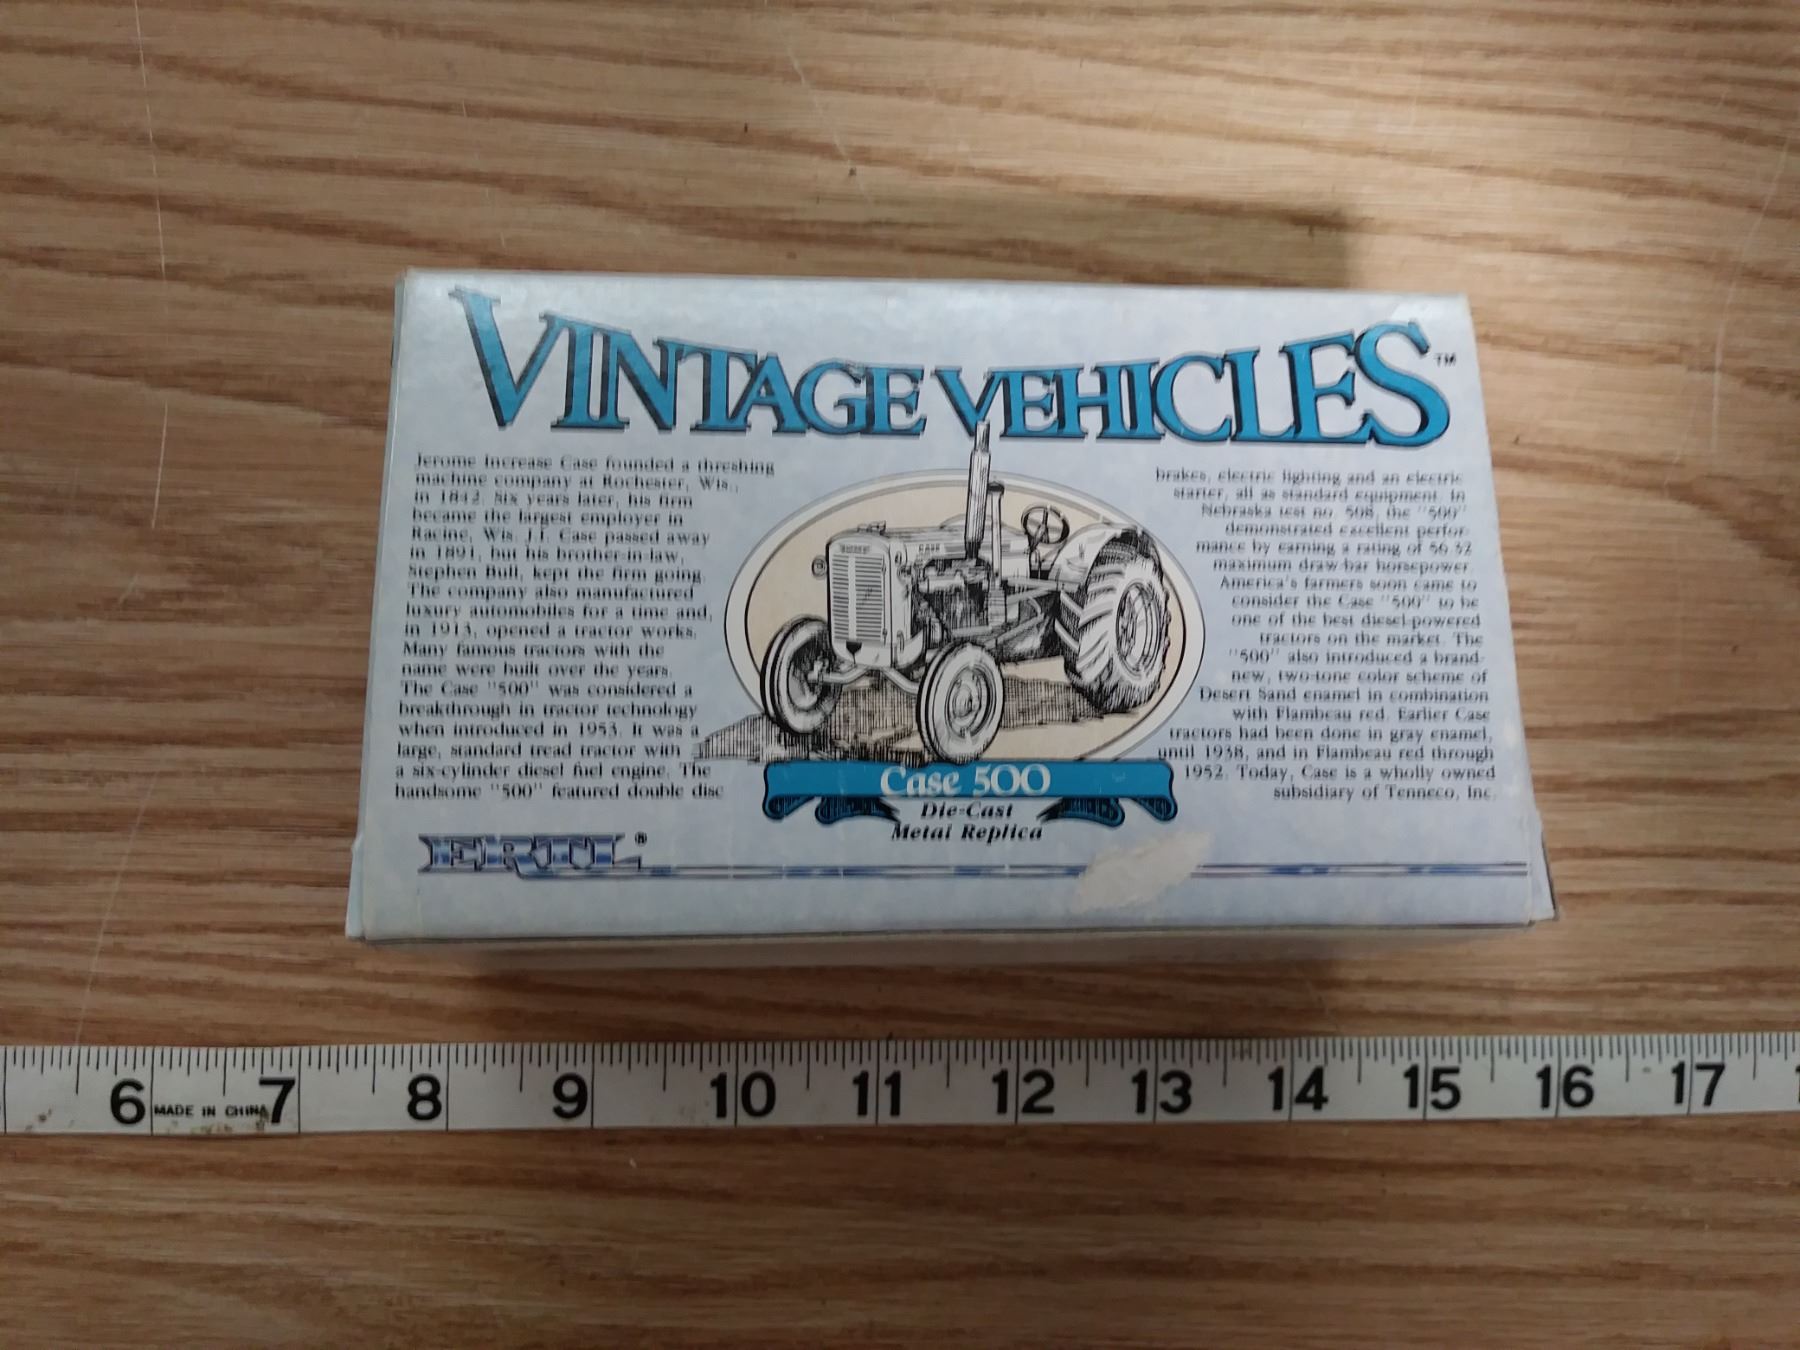 VINTAGE VEHICLES™
Jerome Increase Case founded a threshing
machine company at Rochester, Wis.,
in 1842. Six years later, his firm
became the largest employer in
Racine, Wis. J.I. Case passed away
in 1891, but his brother-in-law,
Stephen Bull, kept the firm going.
The company also manufactured
luxury automobiles for a time and,
in 1913, opened a tractor works.
Many famous tractors with the
name were built over the years.
The Case "500" was considered a
breakthrough in tractor technology
when introduced in 1953. It was a
large, standard tread tractor with
a six-cylinder diesel fuel engine. The
handsome "500" featured double disc
brakes, electric lighting and an electric
starter, all as standard equipment. In
Nebraska test no. 508, the "500"
demonstrated excellent perfor-
mance by earning a rating of 56.32
maximum draw-bar horsepower.
America's farmers soon came to
consider the Case "500" to be
one of the best diesel-powered
tractors on the market. The
"500" also introduced a brand-
new, two-tone color scheme of
Desert Sand enamel in combination
with Flambeau red. Earlier Case
tractors had been done in gray enamel,
until 1938, and in Flambeau red through
1952. Today, Case is a wholly owned
subsidiary of Tenneco, Inc.
CASE
Case 500
Die-Cast
Metal Replica
ERTL®
6 MADE IN CHINA 7 8 9 10 11 12 13 14 15 16 17